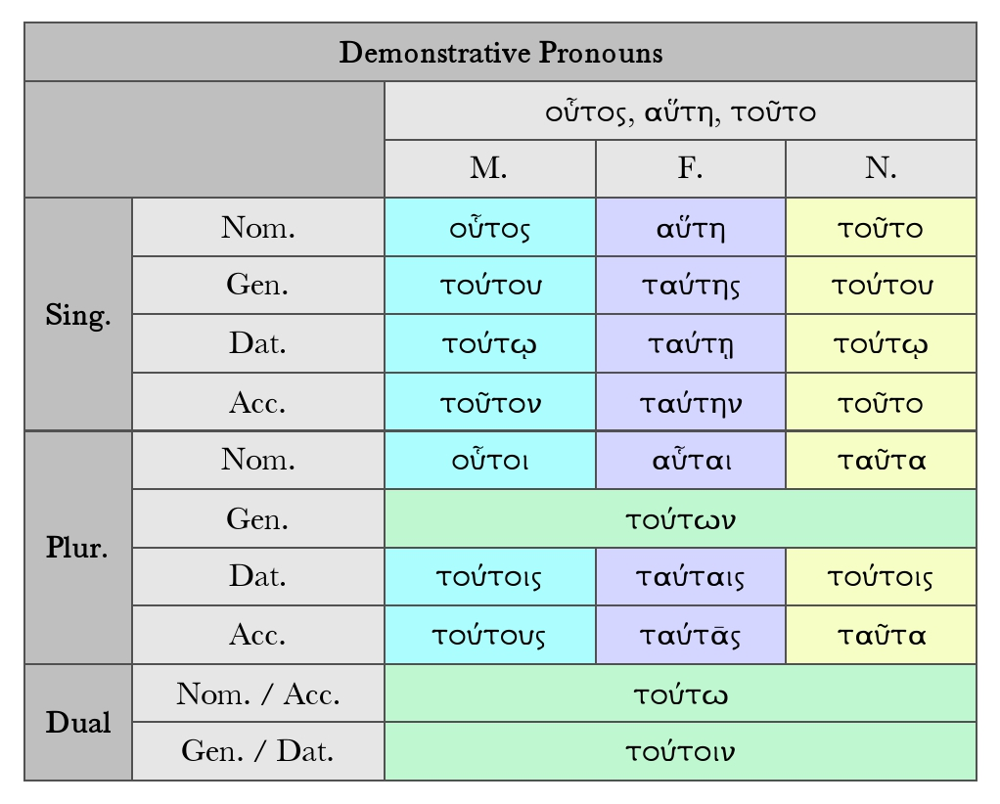 Demonstrative Pronouns
οὗτος, αὕτη, τοῦτο
M. F. N.
Nom. οὗτος αὕτη τοῦτο
Gen. τούτου ταύτης τούτου
Sing.
Dat. τούτῳ ταύτῃ τούτῳ
Acc. τοῦτον ταύτην τοῦτο
Nom. οὗτοι αὗται ταῦτα
Gen. τούτων
Plur.
Dat. τούτοις ταύταις τούτοις
Acc. τούτους ταύτᾱς ταῦτα
Nom. / Acc. τούτω
Dual
Gen. / Dat. τούτοιν